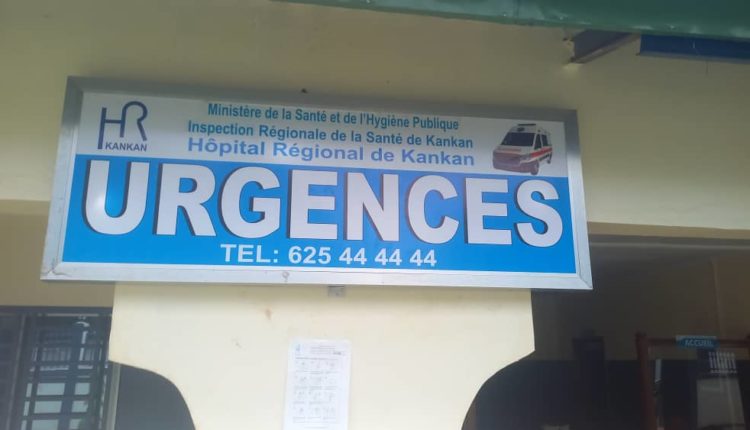 HR
KANKAN
Ministère de la Santé et de l'Hygiène Publique
Inspection Régionale de la Santé de Kankan
Hôpital Régional de Kankan
URGENCES
TEL: 625 44 44 44
ACCUEIL